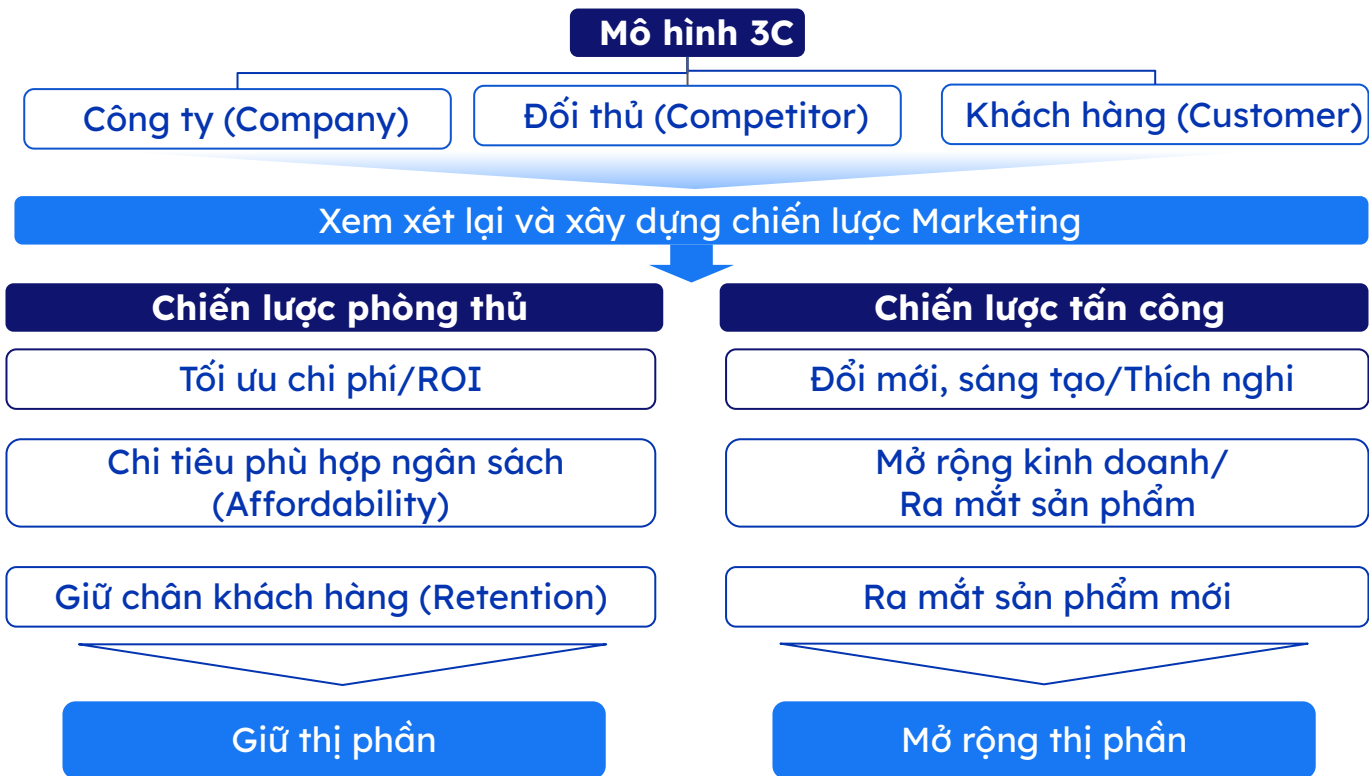 Mô hình 3C
Công ty (Company)
Đối thủ (Competitor)
Khách hàng (Customer)
Xem xét lại và xây dựng chiến lược Marketing
Chiến lược phòng thủ
Tối ưu chi phí/ROI
Chi tiêu phù hợp ngân sách
(Affordability)
Giữ chân khách hàng (Retention)
Giữ thị phần
Chiến lược tấn công
Đổi mới, sáng tạo/Thích nghi
Mở rộng kinh doanh/
Ra mắt sản phẩm
Ra mắt sản phẩm mới
Mở rộng thị phần